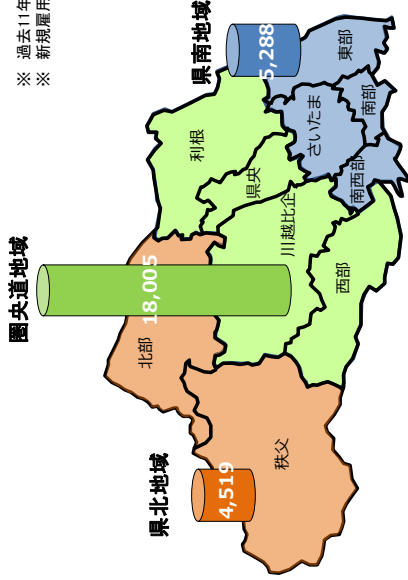 ※ 過去11年
※ 新規雇用
圏央道地域
県北地域
県南地域
18,005
4,519
5,288
北部
秩父
利根
県央
川越比企
西部
さいたま
東部
南部
南西部